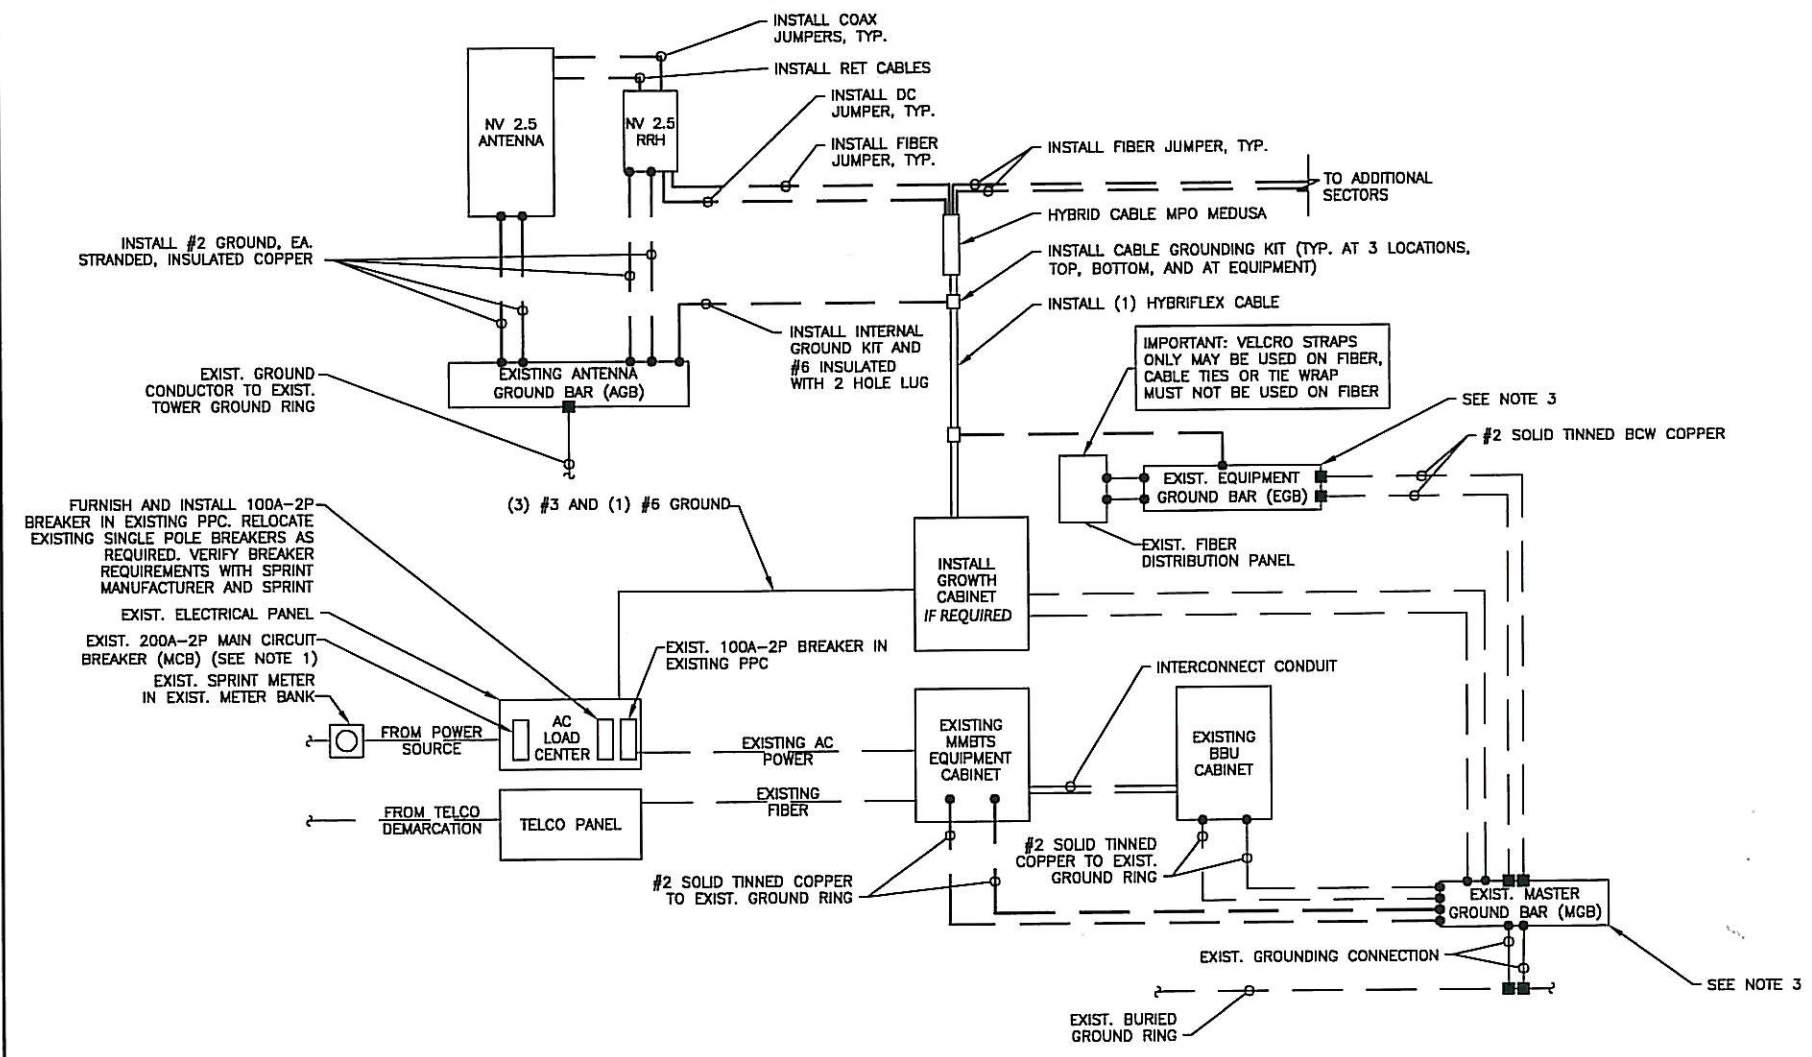 INSTALL COAX
JUMPERS, TYP.
INSTALL RET CABLES
INSTALL DC
JUMPER, TYP.
INSTALL FIBER
JUMPER, TYP.
NV 2.5
ANTENNA
NV 2.5
RRH
INSTALL FIBER JUMPER, TYP.
TO ADDITIONAL
SECTORS
HYBRID CABLE MPO MEDUSA
INSTALL #2 GROUND, EA.
STRANDED, INSULATED COPPER
INSTALL CABLE GROUNDING KIT (TYP. AT 3 LOCATIONS,
TOP, BOTTOM, AND AT EQUIPMENT)
INSTALL (1) HYBRIFLEX CABLE
INSTALL INTERNAL
GROUND KIT AND
#6 INSULATED
WITH 2 HOLE LUG
IMPORTANT: VELCRO STRAPS
ONLY MAY BE USED ON FIBER,
CABLE TIES OR TIE WRAP
MUST NOT BE USED ON FIBER
EXIST. GROUND
CONDUCTOR TO EXIST.
TOWER GROUND RING
EXISTING ANTENNA
GROUND BAR (AGB)
SEE NOTE 3
#2 SOLID TINNED BCW COPPER
EXIST. EQUIPMENT
GROUND BAR (EGB)
FURNISH AND INSTALL 100A-2P
BREAKER IN EXISTING PPC. RELOCATE
EXISTING SINGLE POLE BREAKERS AS
REQUIRED. VERIFY BREAKER
REQUIREMENTS WITH SPRINT
MANUFACTURER AND SPRINT
(3) #3 AND (1) #6 GROUND
EXIST. FIBER
DISTRIBUTION PANEL
INSTALL
GROWTH
CABINET
IF REQUIRED
EXIST. ELECTRICAL PANEL
EXIST. 200A-2P MAIN CIRCUIT
BREAKER (MCB) (SEE NOTE 1)
EXIST. SPRINT METER
IN EXIST. METER BANK
EXIST. 100A-2P BREAKER IN
EXISTING PPC
INTERCONNECT CONDUIT
FROM POWER
SOURCE
AC
LOAD
CENTER
EXISTING AC
POWER
EXISTING
MMBTS
EQUIPMENT
CABINET
EXISTING
BBU
CABINET
FROM TELCO
DEMARCATION
TELCO PANEL
EXISTING
FIBER
#2 SOLID TINNED COPPER
TO EXIST. GROUND RING
#2 SOLID TINNED
COPPER TO EXIST.
GROUND RING
EXIST. MASTER
GROUND BAR (MGB)
EXIST. GROUNDING CONNECTION
SEE NOTE 3
EXIST. BURIED
GROUND RING